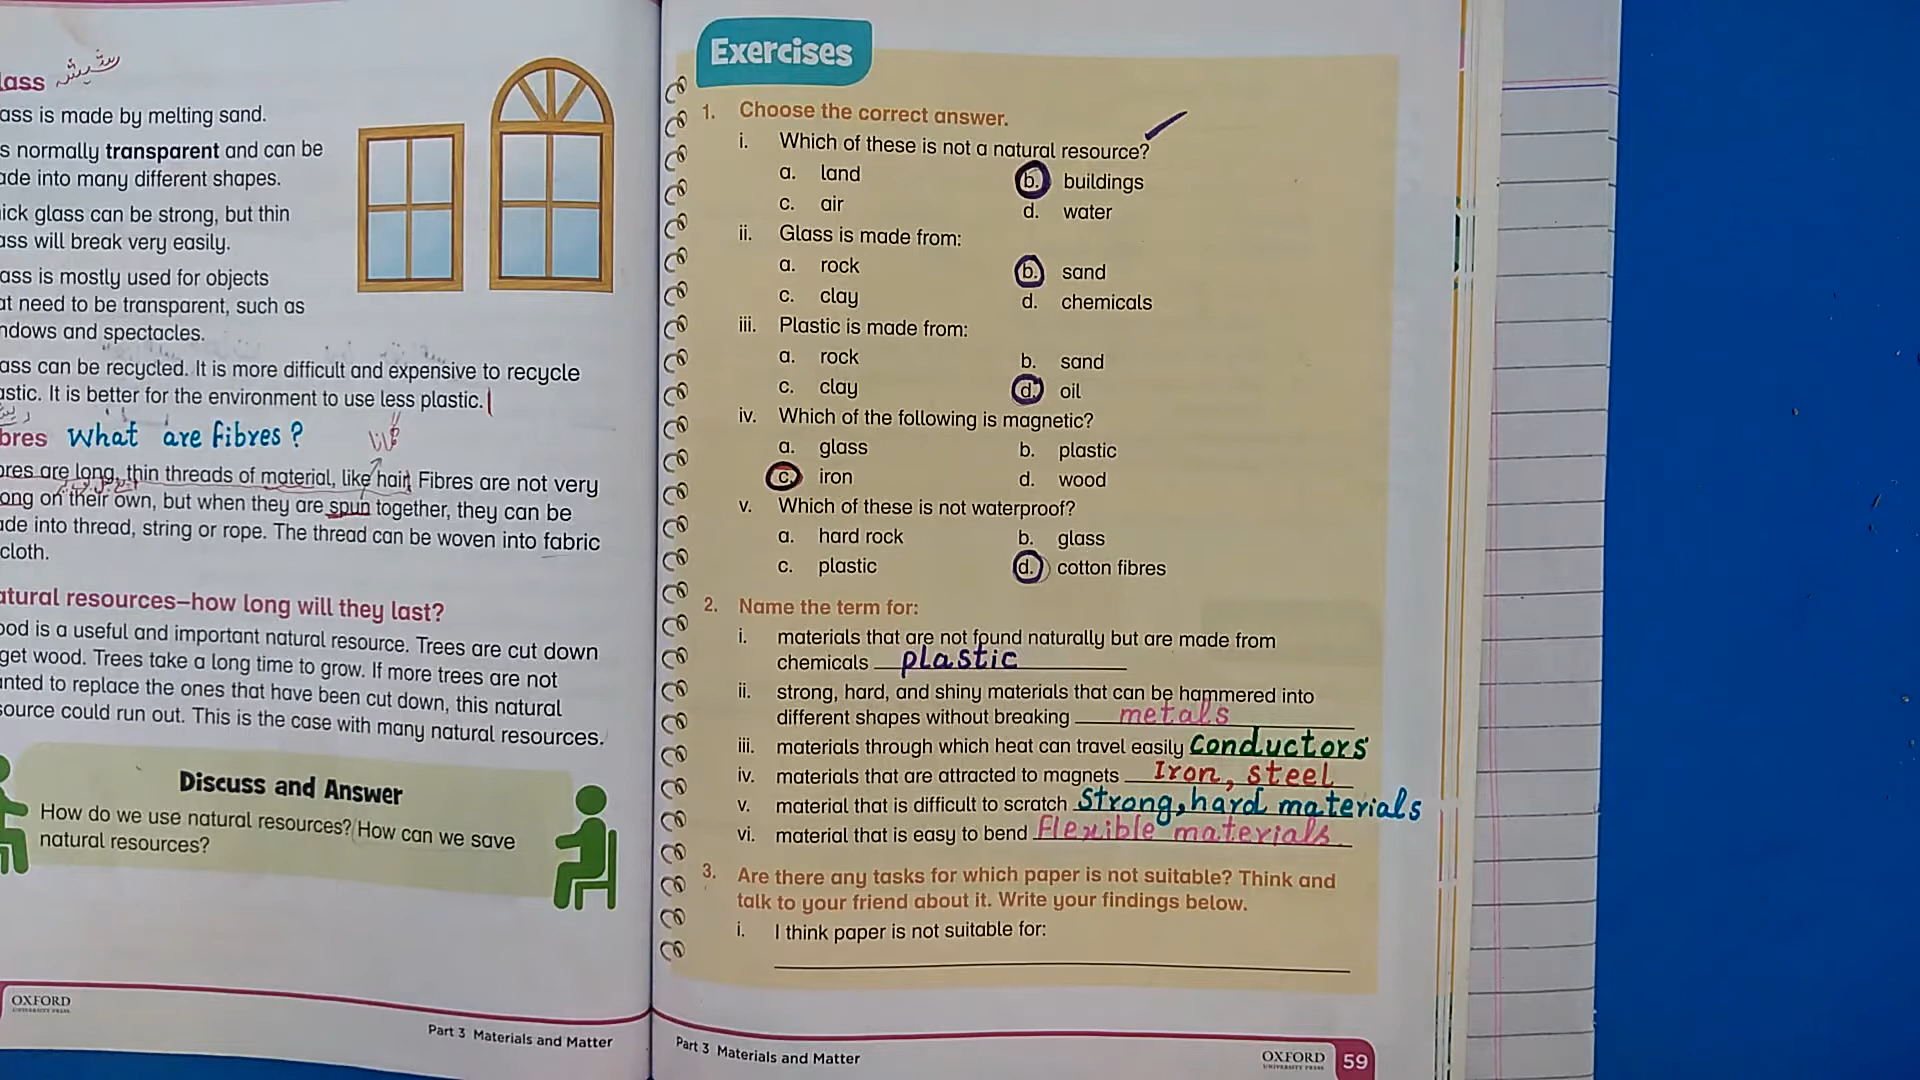 lass
ass is made by melting sand.
s normally transparent and can be
ade into many different shapes.
ick glass can be strong, but thin
ass will break very easily.
ass is mostly used for objects
at need to be transparent, such as
ndows and spectacles.
ass can be recycled. It is more difficult and expensive to recycle
astic. It is better for the environment to use less plastic.
bres What are fibres?
ores are long, thin threads of material, like hair. Fibres are not very
ong on their own, but when they are spun together, they can be
ade into thread, string or rope. The thread can be woven into fabric
cloth.
atural resources–how long will they last?
ood is a useful and important natural resource. Trees are cut down
get wood. Trees take a long time to grow. If more trees are not
anted to replace the ones that have been cut down, this natural
source could run out. This is the case with many natural resources.
Discuss and Answer
How do we use natural resources? How can we save
natural resources?
OXFORD
UNIVERSITY PRESS
Part 3 Materials and Matter
Exercises
1. Choose the correct answer.
i. Which of these is not a natural resource?
a. land b. buildings
c. air d. water
ii. Glass is made from:
a. rock b. sand
c. clay d. chemicals
iii. Plastic is made from:
a. rock b. sand
c. clay d. oil
iv. Which of the following is magnetic?
a. glass b. plastic
c. iron d. wood
v. Which of these is not waterproof?
a. hard rock b. glass
c. plastic d. cotton fibres
2. Name the term for:
i. materials that are not found naturally but are made from
chemicals plastic
ii. strong, hard, and shiny materials that can be hammered into
different shapes without breaking metals
iii. materials through which heat can travel easily conductors
iv. materials that are attracted to magnets Iron, steel
v. material that is difficult to scratch Strong, hard materials
vi. material that is easy to bend Flexible materials
3. Are there any tasks for which paper is not suitable? Think and
talk to your friend about it. Write your findings below.
i. I think paper is not suitable for:
Part 3 Materials and Matter
OXFORD
UNIVERSITY PRESS
59